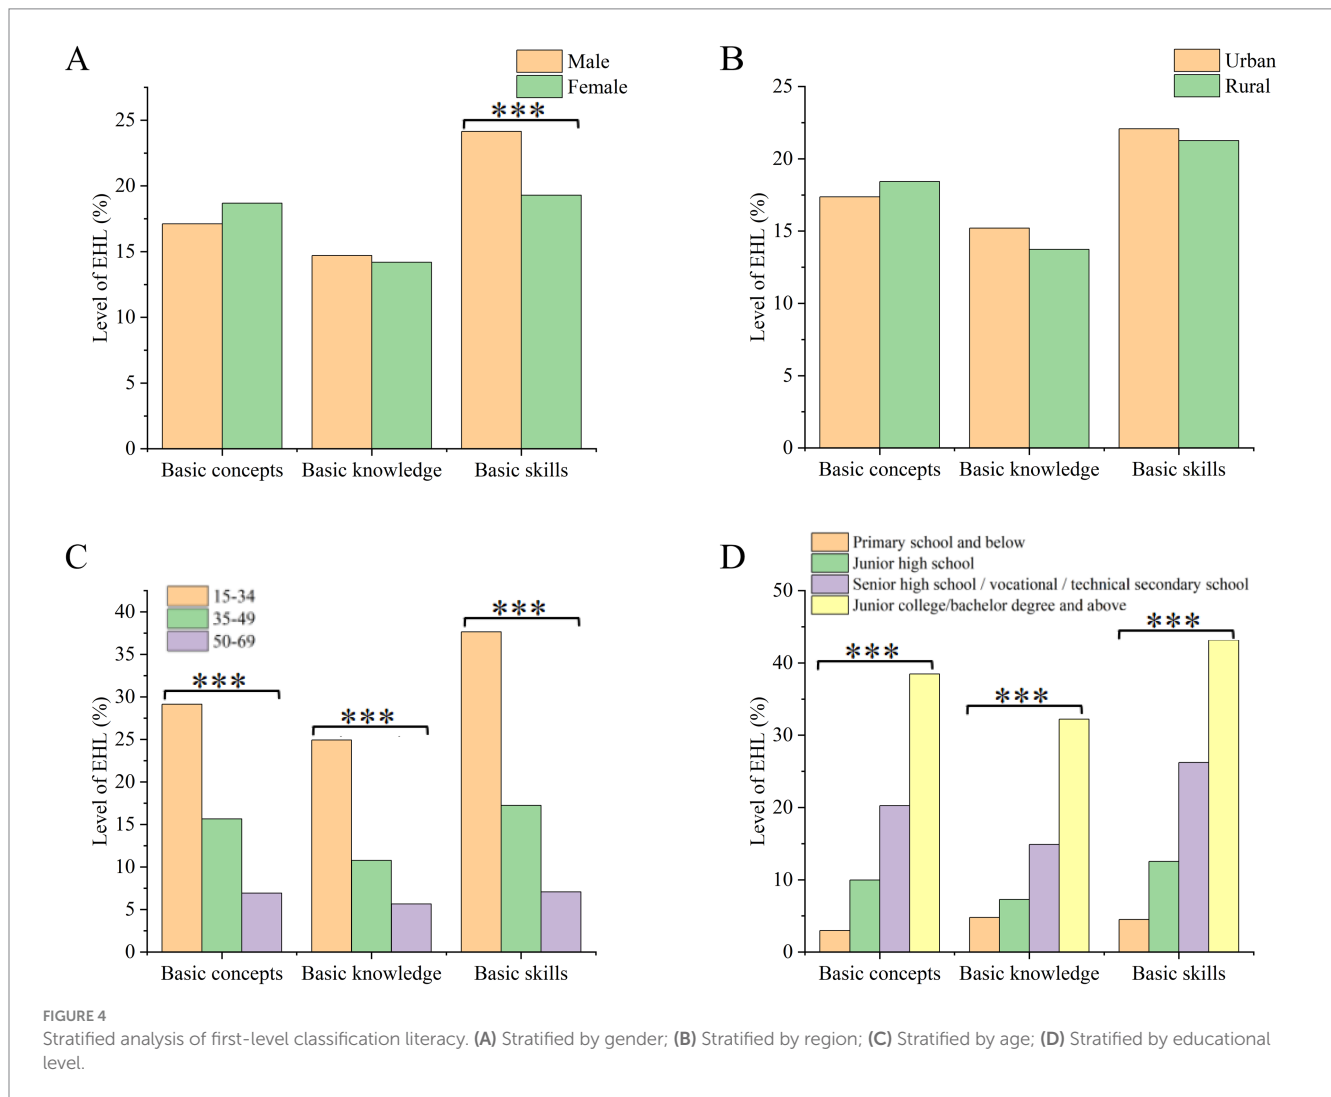 A
Male
Female
***
25
20
15
10
5
0
Level of EHL (%)
Basic concepts
Basic knowledge
Basic skills
B
Urban
Rural
25
20
15
10
5
0
Level of EHL (%)
Basic concepts
Basic knowledge
Basic skills
C
15-34
35-49
50-69
***
***
***
40
35
30
25
20
15
10
5
0
Level of EHL (%)
Basic concepts
Basic knowledge
Basic skills
D
Primary school and below
Junior high school
Senior high school / vocational / technical secondary school
Junior college/bachelor degree and above
***
***
***
50
40
30
20
10
0
Level of EHL (%)
Basic concepts
Basic knowledge
Basic skills
FIGURE 4
Stratified analysis of first-level classification literacy. (A) Stratified by gender; (B) Stratified by region; (C) Stratified by age; (D) Stratified by educational
level.